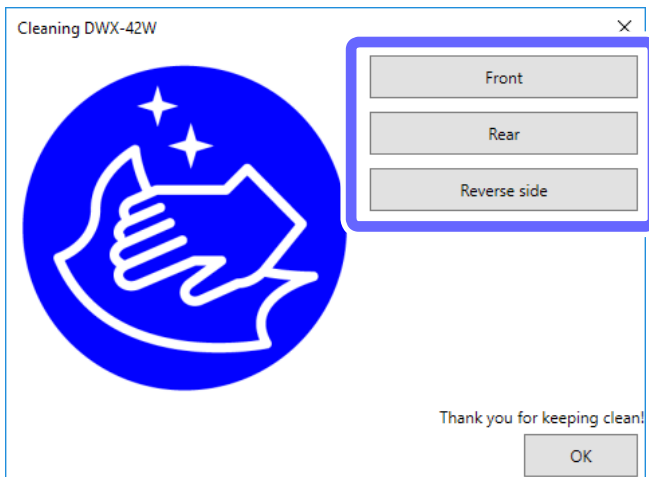 Cleaning DWX-42W
Front
Rear
Reverse side
Thank you for keeping clean!
OK